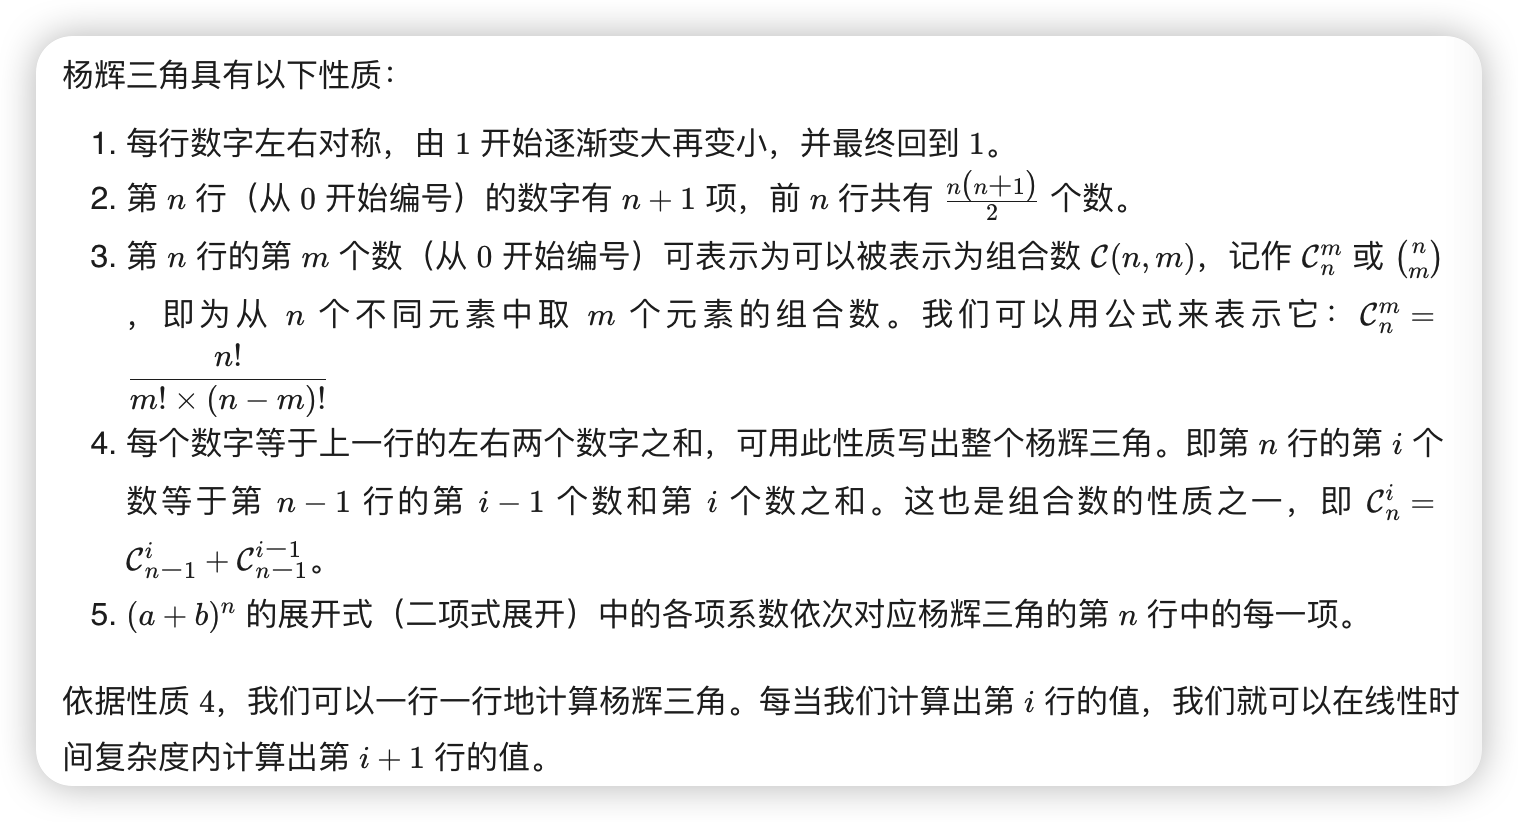 杨辉三角具有以下性质：
1. 每行数字左右对称，由 1 开始逐渐变大再变小，并最终回到 1。
2. 第 n 行（从 0 开始编号）的数字有 n + 1 项，前 n 行共有 \frac{n(n+1)}{2} 个数。
3. 第 n 行的第 m 个数（从 0 开始编号）可表示为可以被表示为组合数 \mathcal{C}(n, m)，记作 \mathcal{C}_n^m 或 \binom{n}{m}
，即为从 n 个不同元素中取 m 个元素的组合数。我们可以用公式来表示它：\mathcal{C}_n^m =
\frac{n!}{m! \times (n - m)!}
4. 每个数字等于上一行的左右两个数字之和，可用此性质写出整个杨辉三角。即第 n 行的第 i 个
数等于第 n − 1 行的第 i − 1 个数和第 i 个数之和。这也是组合数的性质之一，即 \mathcal{C}_n^i =
\mathcal{C}_{n-1}^i + \mathcal{C}_{n-1}^{i-1}。
5. (a + b)^n 的展开式（二项式展开）中的各项系数依次对应杨辉三角的第 n 行中的每一项。
依据性质 4，我们可以一行一行地计算杨辉三角。每当我们计算出第 i 行的值，我们就可以在线性时
间复杂度内计算出第 i + 1 行的值。